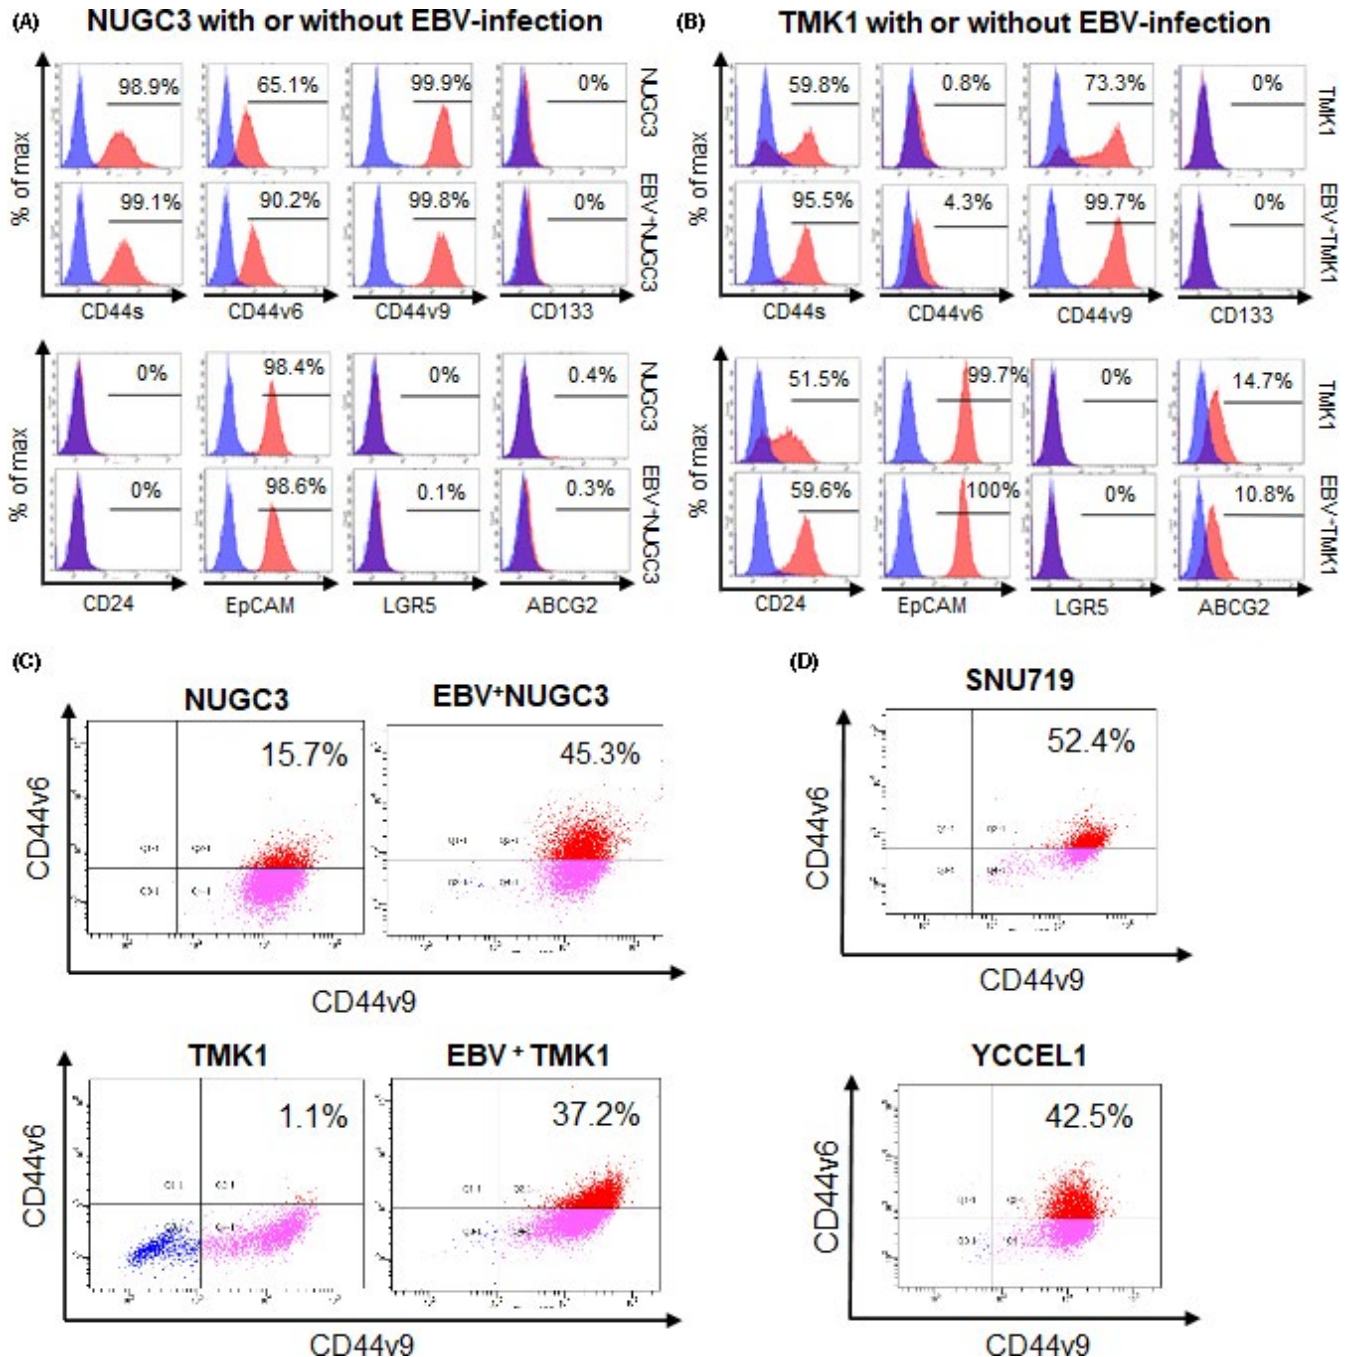 (A) NUGC3 with or without EBV-infection
98.9% 65.1% 99.9% 0%
NUGC3
% of max
99.1% 90.2% 99.8% 0%
EBV+NUGC3
CD44s CD44v6 CD44v9 CD133
0% 98.4% 0% 0.4%
NUGC3
% of max
0% 98.6% 0.1% 0.3%
EBV+NUGC3
CD24 EpCAM LGR5 ABCG2
(B) TMK1 with or without EBV-infection
59.8% 0.8% 73.3% 0%
TMK1
% of max
95.5% 4.3% 99.7% 0%
EBV+TMK1
CD44s CD44v6 CD44v9 CD133
51.5% 99.7% 0% 14.7%
TMK1
% of max
59.6% 100% 0% 10.8%
EBV+TMK1
CD24 EpCAM LGR5 ABCG2
(C)
NUGC3 EBV+NUGC3
15.7% 45.3%
CD44v6
CD44v9
TMK1 EBV + TMK1
1.1% 37.2%
CD44v6
CD44v9
(D)
SNU719
52.4%
CD44v6
CD44v9
YCCEL1
42.5%
CD44v6
CD44v9